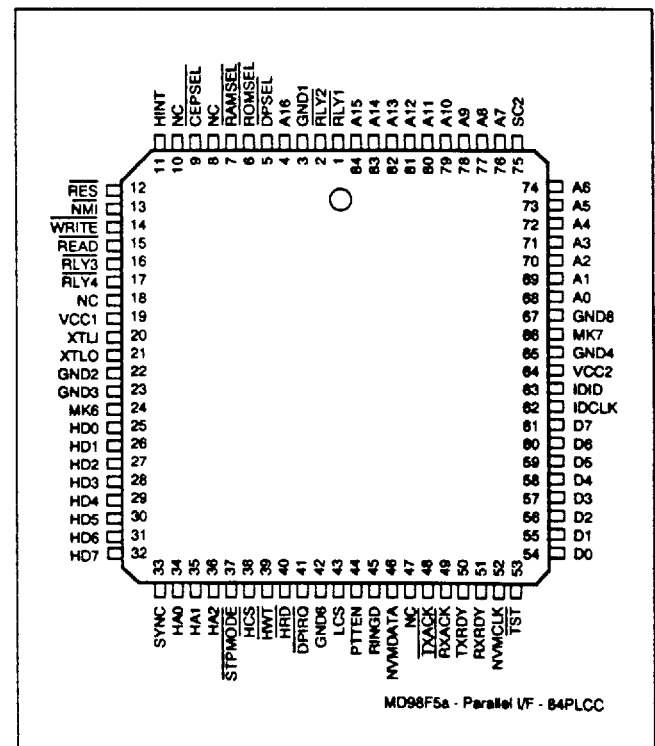 HINT
NC
CEPSEL
NC
RAMSEL
ROMSEL
DPSEL
A16
GND1
RLY2
RLY1
A15
A14
A13
A12
A11
A10
A9
A8
A7
SC2
11
10
9
8
7
6
5
4
3
2
1
84
83
82
81
80
79
78
77
76
75
RES 12
NMI 13
WRITE 14
READ 15
RLY3 16
RLY4 17
NC 18
VCC1 19
XTLI 20
XTLO 21
GND2 22
GND3 23
MK6 24
HD0 25
HD1 26
HD2 27
HD3 28
HD4 29
HD5 30
HD6 31
HD7 32
74 A6
73 A5
72 A4
71 A3
70 A2
69 A1
68 A0
67 GND8
66 MK7
65 GND4
64 VCC2
63 IDID
62 IDCLK
61 D7
60 D6
59 D5
58 D4
57 D3
56 D2
55 D1
54 D0
33
34
35
36
37
38
39
40
41
42
43
44
45
46
47
48
49
50
51
52
53
SYNC
HA0
HA1
HA2
STPMODE
HCS
HWT
HRD
DPIRQ
GND6
LCS
PTTEN
RINGD
NVMDATA
NC
TXACK
RXACK
TXRDY
RXRDY
NVMCLK
TST
MD98F5a - Parallel I/F - 84PLCC